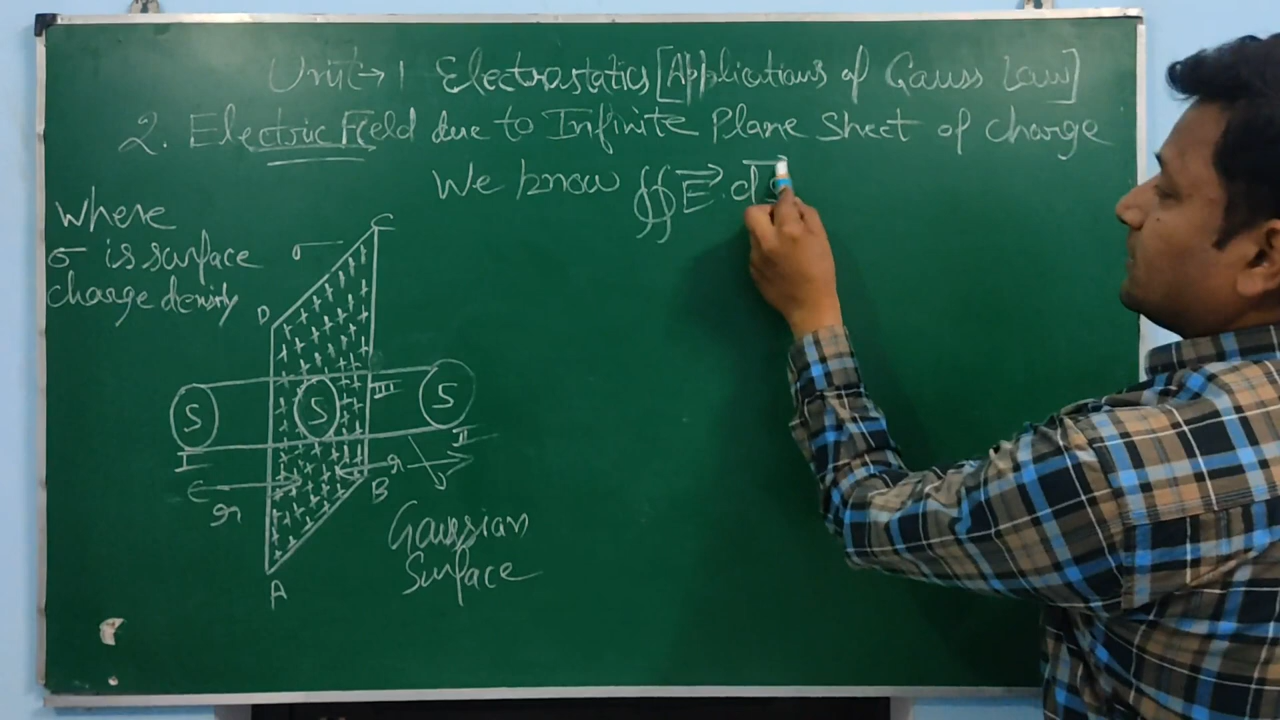 Unit → 1 Electrostatics [Applications of Gauss Law]
2. Electric Field due to Infinite Plane Sheet of charge
We know ∯ E⃗ . d
Where
σ is surface
charge density
C
σ
D
S
S
S
III
II
I
r
r
B
Gaussian
Surface
A